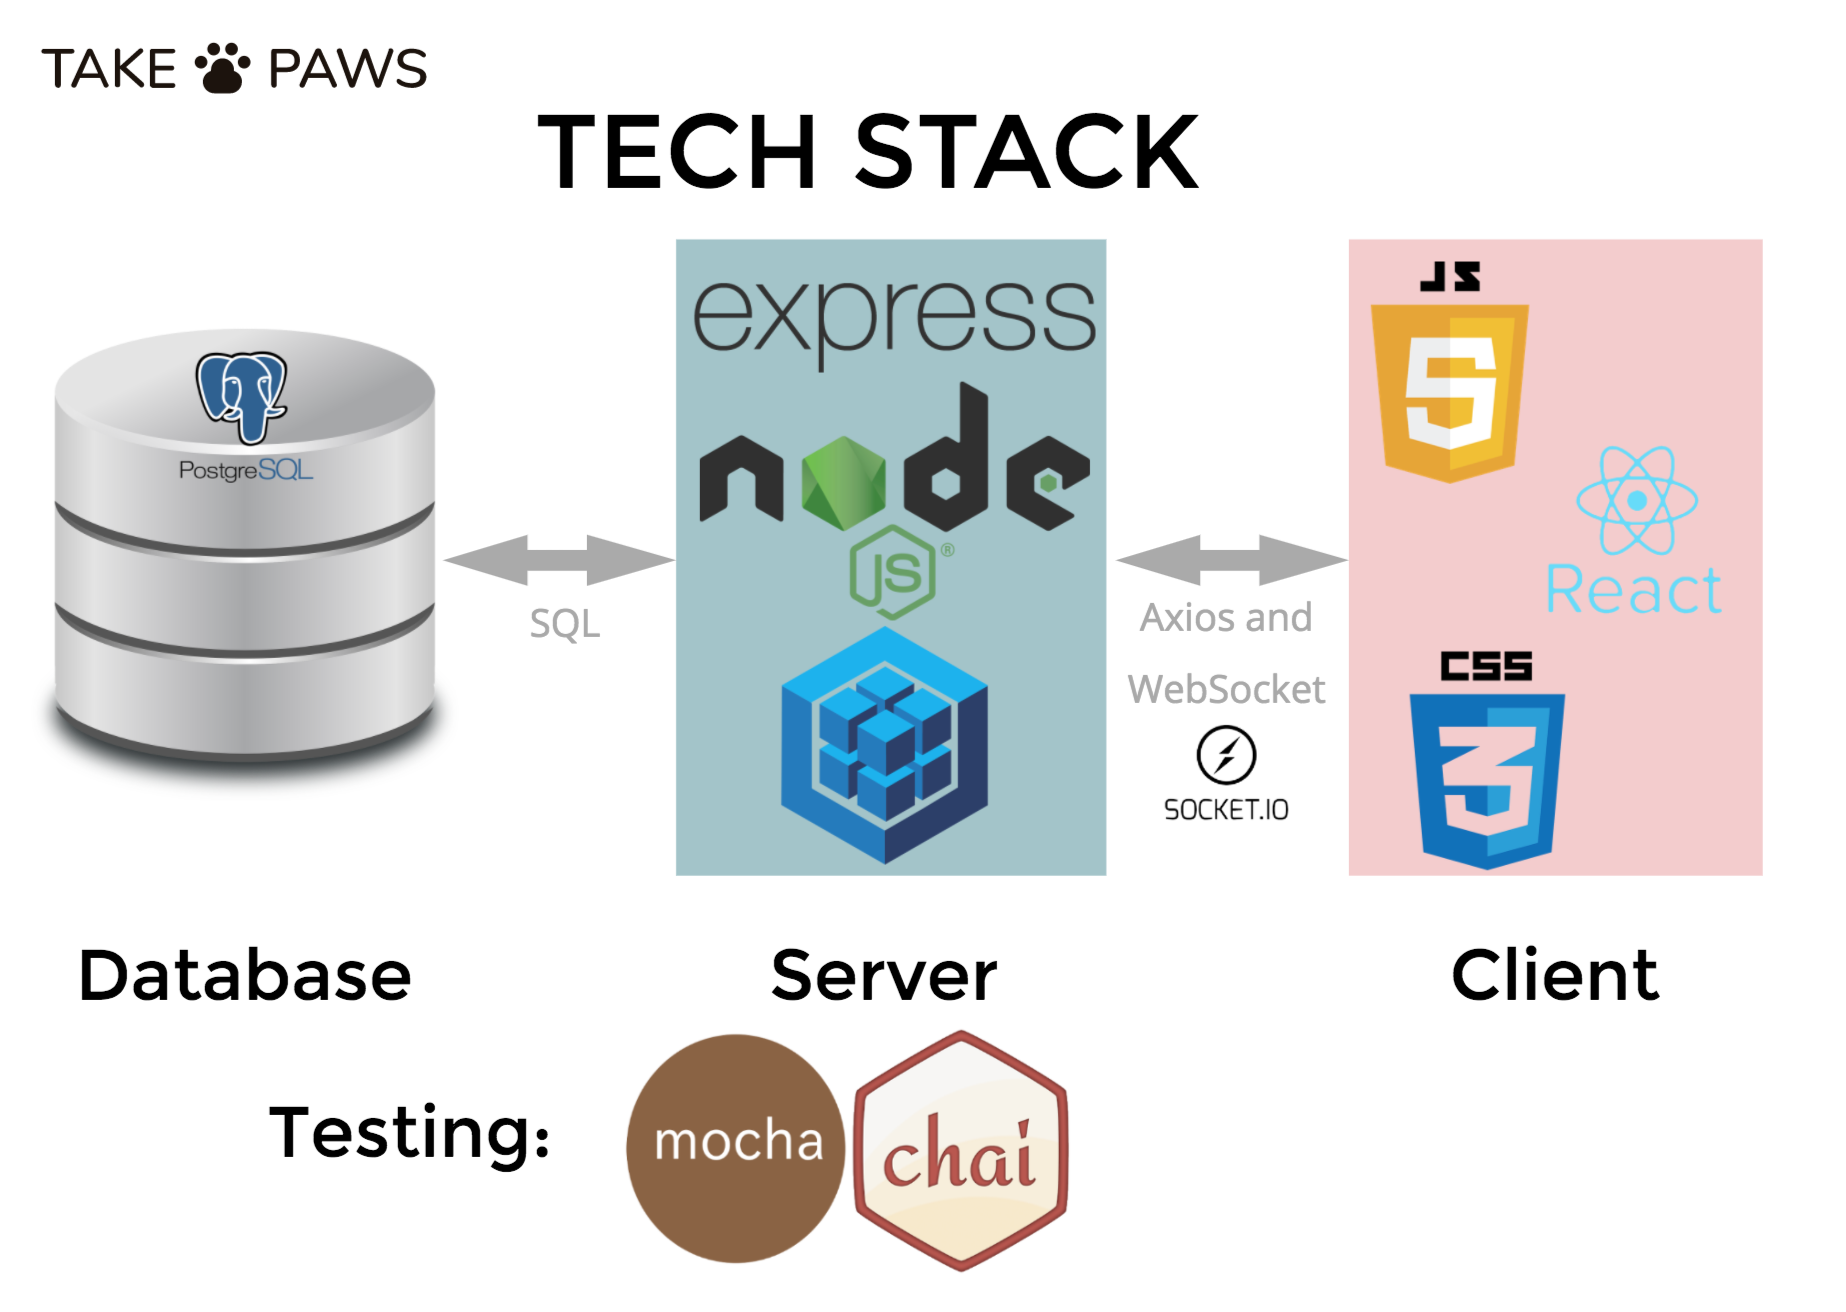 TAKE PAWS
TECH STACK
PostgreSQL
SQL
express
node
JS®
Axios and
WebSocket
SOCKET.IO
JS
5
React
CSS
3
Database
Server
Client
Testing:
mocha
chai